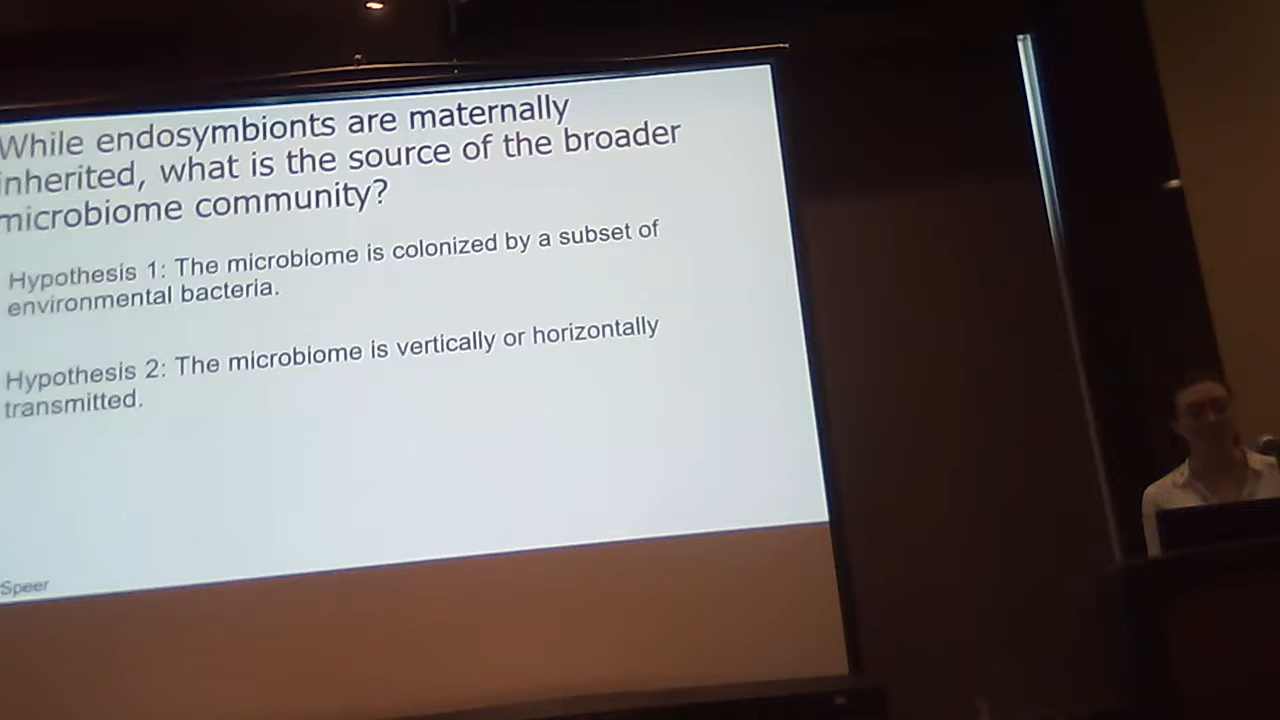 While endosymbionts are maternally
inherited, what is the source of the broader
microbiome community?
Hypothesis 1: The microbiome is colonized by a subset of
environmental bacteria.
Hypothesis 2: The microbiome is vertically or horizontally
transmitted.
Speer